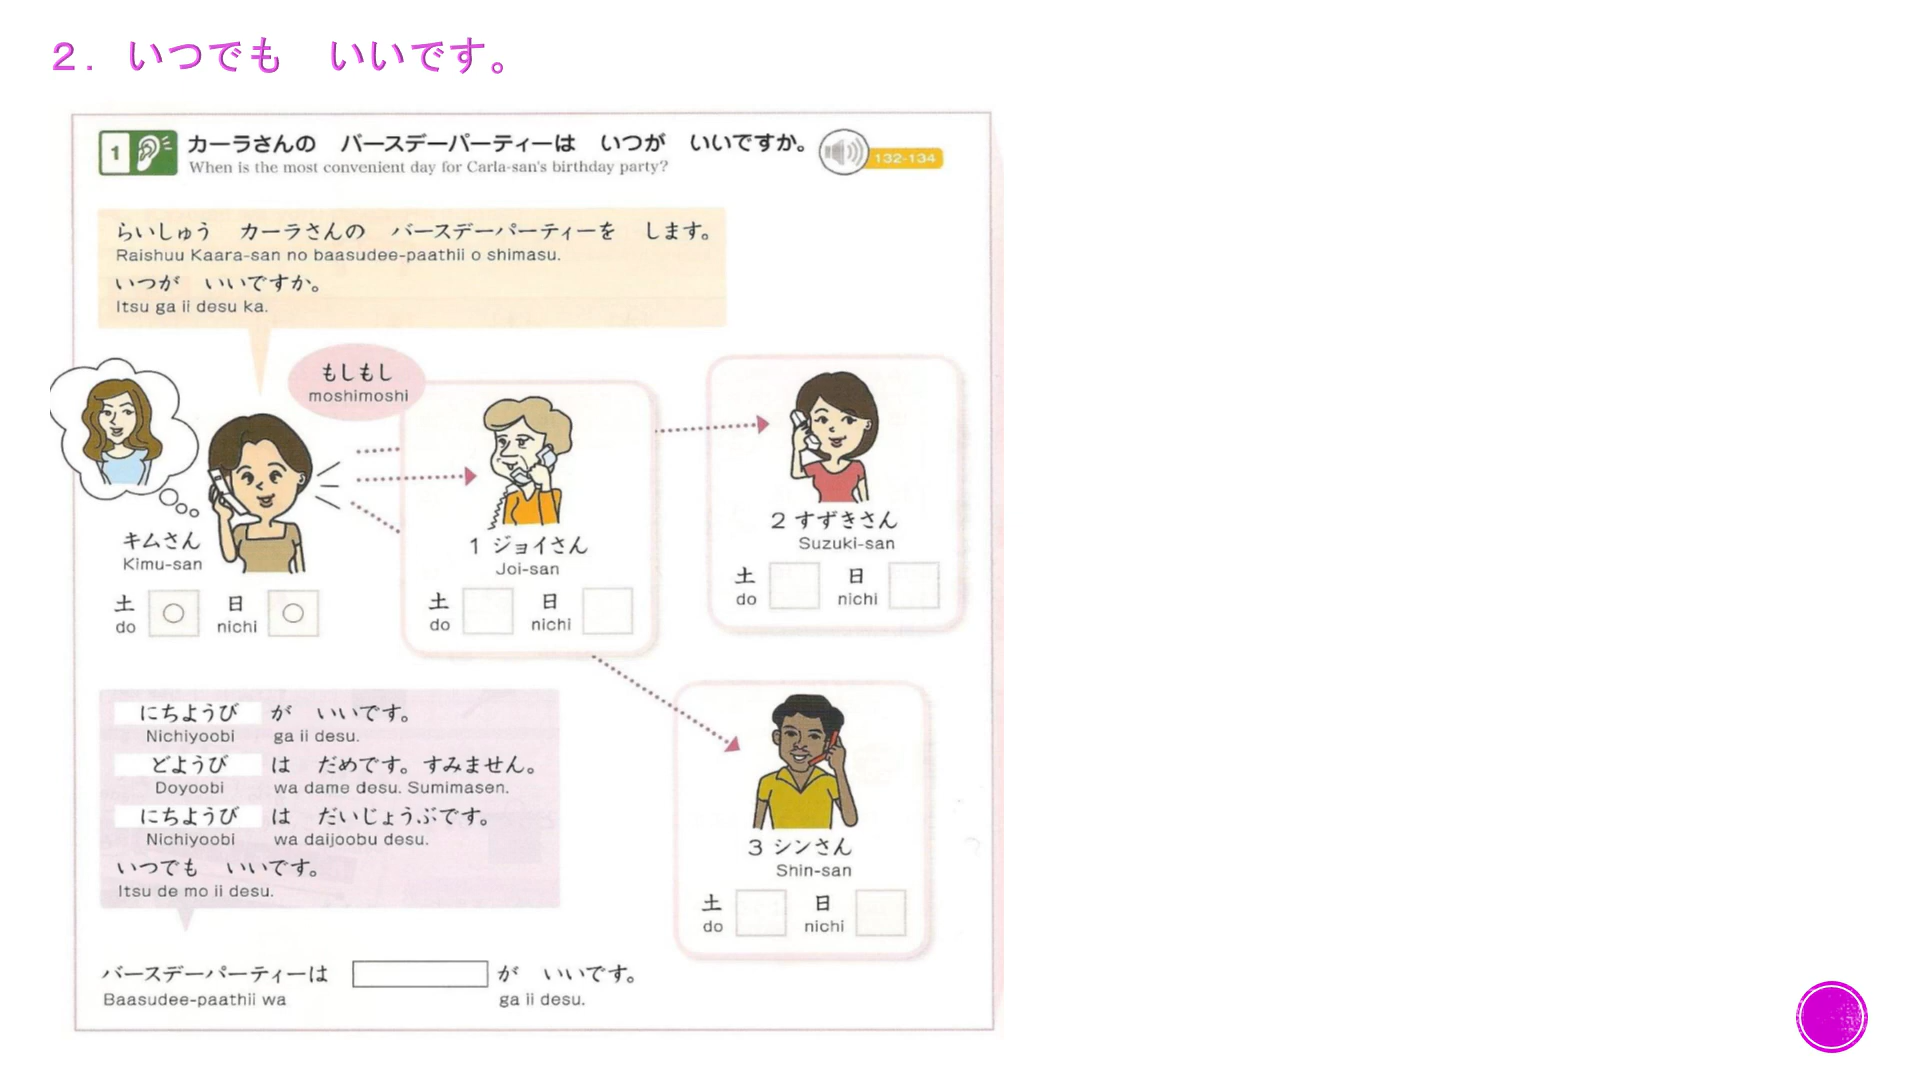 ２．いつでも　いいです。
1 カーラさんの　バースデーパーティーは　いつが　いいですか。 132-134
When is the most convenient day for Carla-san's birthday party?
らいしゅう　カーラさんの　バースデーパーティーを　します。
Raishuu Kaara-san no baasudee-paathii o shimasu.
いつが　いいですか。
Itsu ga ii desu ka.
もしもし
moshimoshi
キムさん
Kimu-san
土 ○ 日 ○
do nichi
1 ジョイさん
Joi-san
土 日
do nichi
2 すずきさん
Suzuki-san
土 日
do nichi
にちようび が　いいです。
Nichiyoobi ga ii desu.
どようび は　だめです。すみません。
Doyoobi wa dame desu. Sumimasen.
にちようび は　だいじょうぶです。
Nichiyoobi wa daijoobu desu.
いつでも　いいです。
Itsu de mo ii desu.
3 シンさん
Shin-san
土 日
do nichi
バースデーパーティーは が　いいです。
Baasudee-paathii wa ga ii desu.